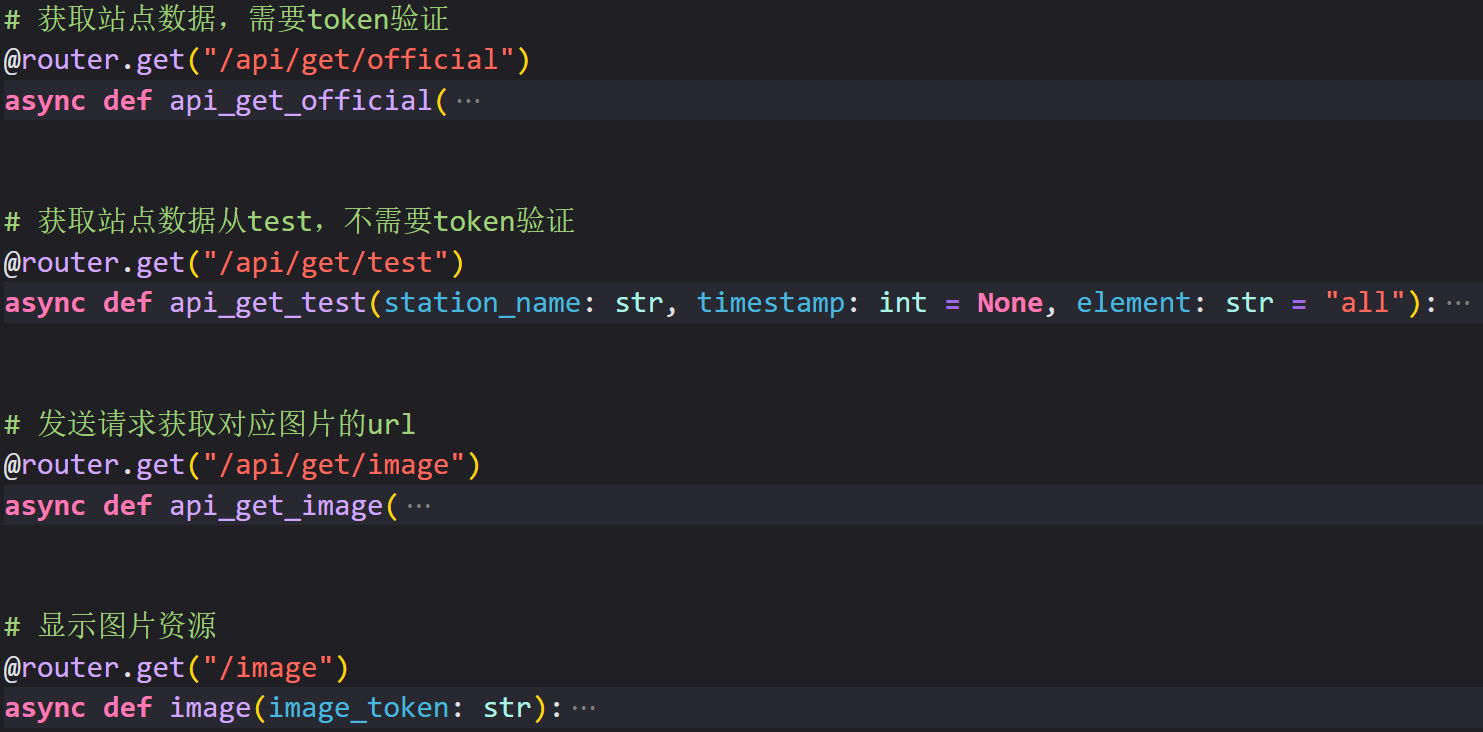 # 获取站点数据，需要token验证
@router.get("/api/get/official")
async def api_get_official(···
# 获取站点数据从test，不需要token验证
@router.get("/api/get/test")
async def api_get_test(station_name: str, timestamp: int = None, element: str = "all"):···
# 发送请求获取对应图片的url
@router.get("/api/get/image")
async def api_get_image(···
# 显示图片资源
@router.get("/image")
async def image(image_token: str):···